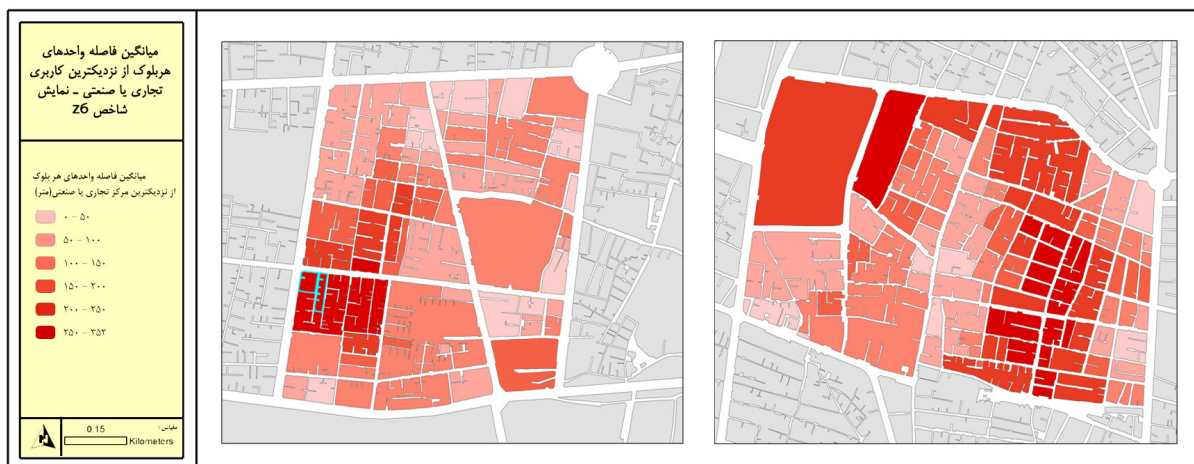 میانگین فاصله واحدهای
هربلوک از نزدیکترین کاربری
تجاری یا صنعتی - نمایش
شاخص z6
میانگین فاصله واحدهای هر بلوک
از نزدیکترین مرکز تجاری یا صنعتی(متر)
۰ - ۵۰
۵۰ - ۱۰۰
۱۰۰ - ۱۵۰
۱۵۰ - ۲۰۰
۲۰۰ - ۲۵۰
۲۵۰ - ۳۵۲
مقیاس :
0.15
Kilometers